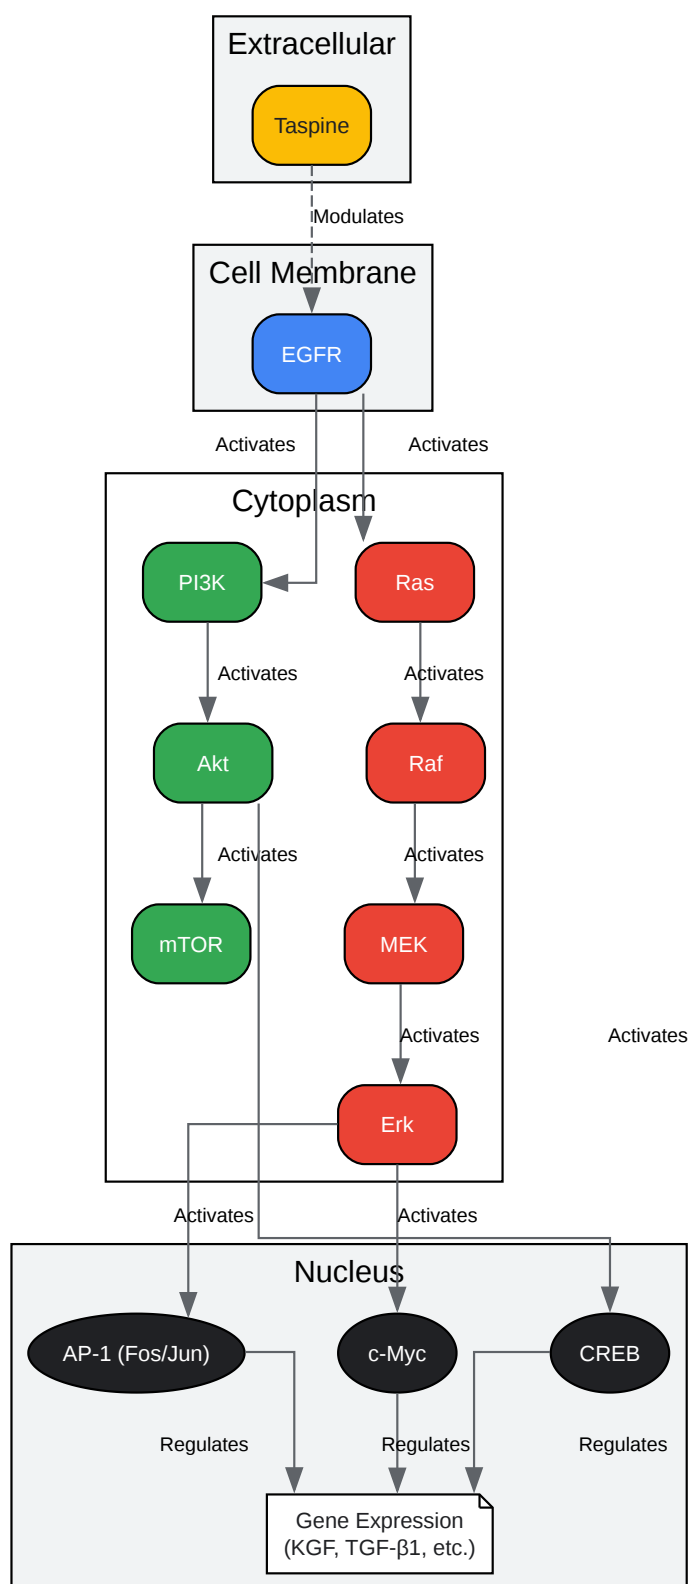 Extracellular
Taspine
Modulates
Cell Membrane
EGFR
Activates
Activates
Cytoplasm
PI3K
Ras
Activates
Activates
Akt
Raf
Activates
Activates
mTOR
MEK
Activates
Activates
Erk
Activates
Activates
Nucleus
AP-1 (Fos/Jun)
c-Myc
CREB
Regulates
Regulates
Regulates
Gene Expression
(KGF, TGF-β1, etc.)